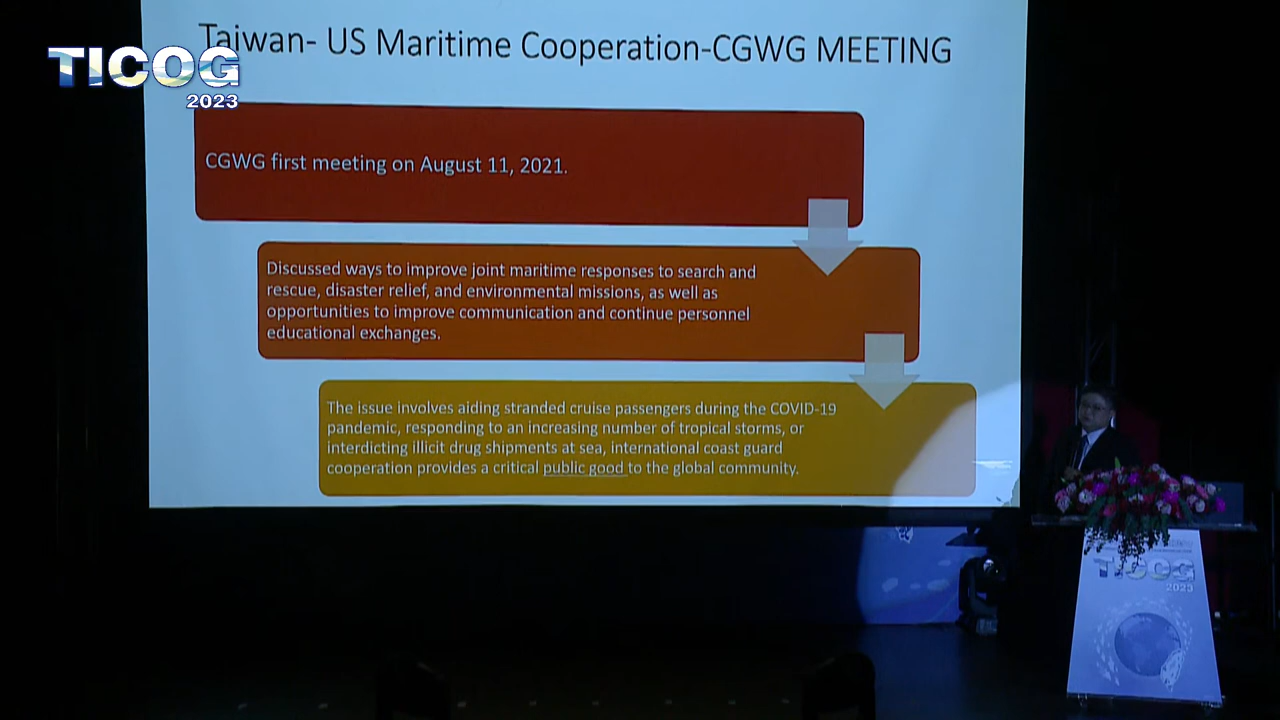 Taiwan- US Maritime Cooperation-CGWG MEETING
TICOG
2023
CGWG first meeting on August 11, 2021.
Discussed ways to improve joint maritime responses to search and
rescue, disaster relief, and environmental missions, as well as
opportunities to improve communication and continue personnel
educational exchanges.
The issue involves aiding stranded cruise passengers during the COVID-19
pandemic, responding to an increasing number of tropical storms, or
interdicting illicit drug shipments at sea, international coast guard
cooperation provides a critical public good to the global community.
TICOG
2023